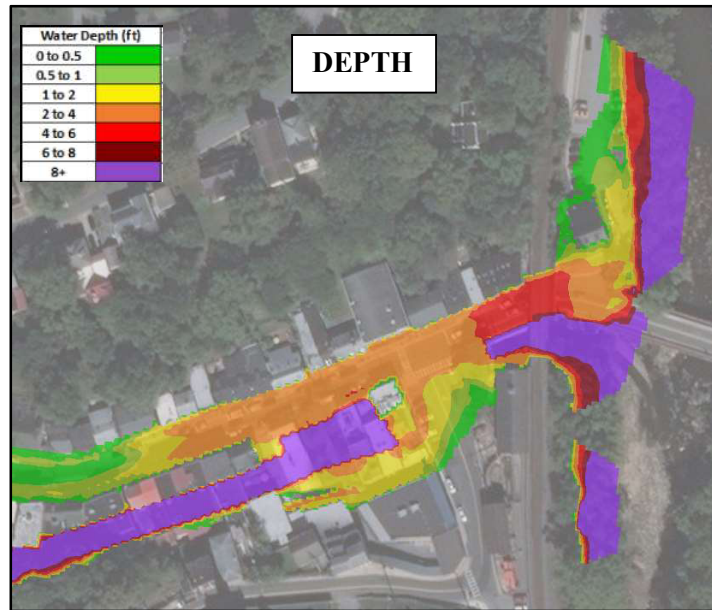 Water Depth (ft)
0 to 0.5
0.5 to 1
1 to 2
2 to 4
4 to 6
6 to 8
8+
DEPTH